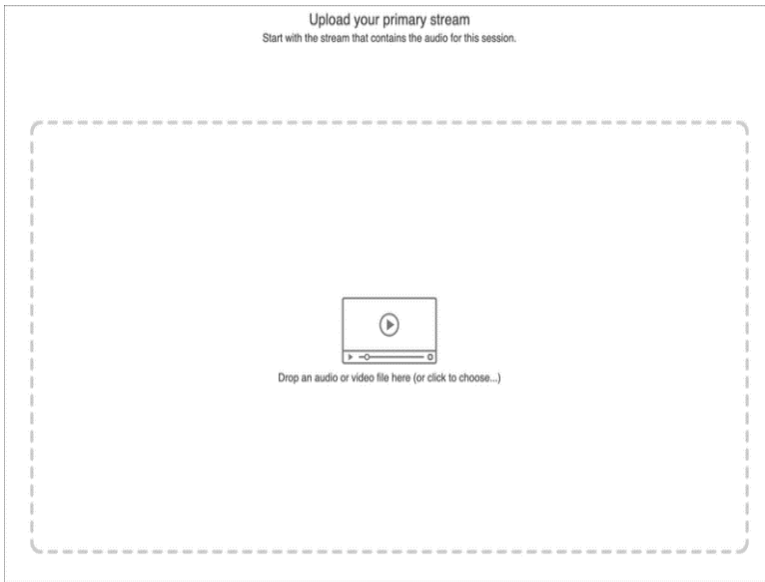 Upload your primary stream
Start with the stream that contains the audio for this session.
Drop an audio or video file here (or click to choose...)